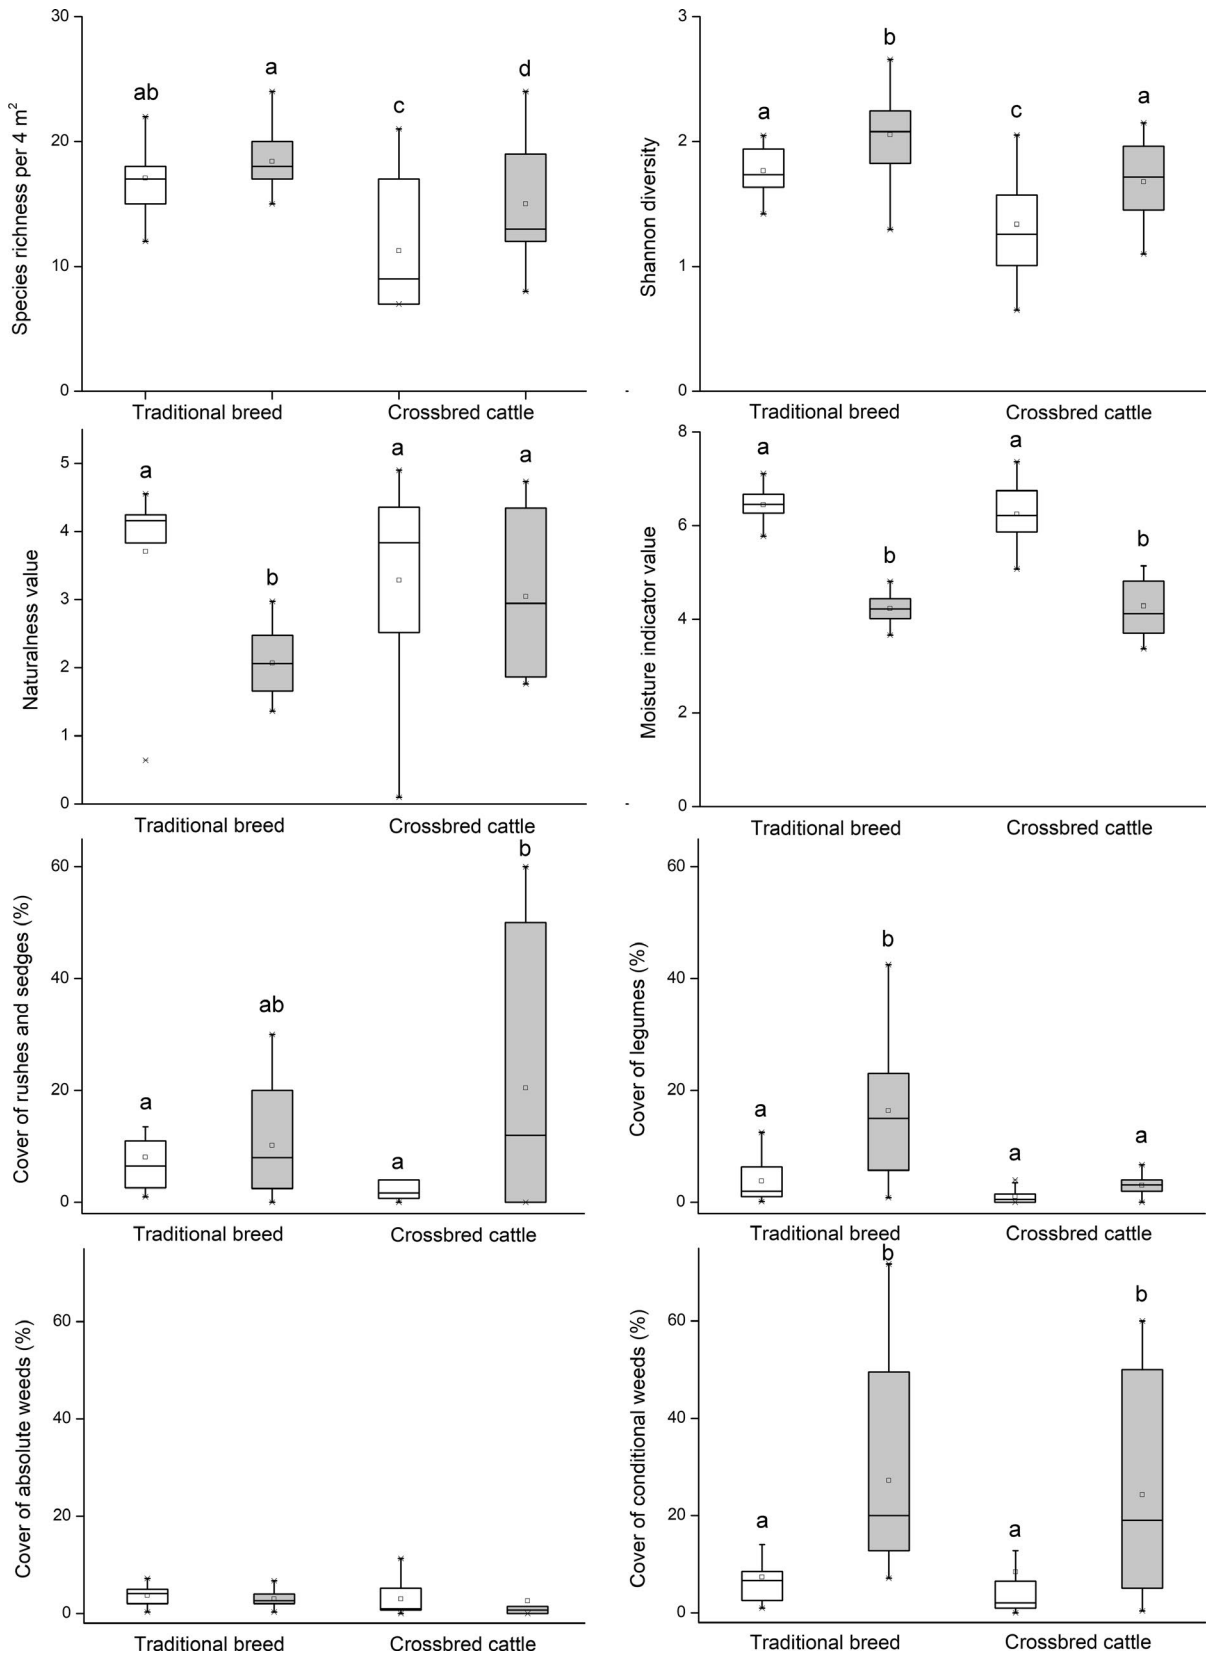 Species richness per 4 m²
30
20
10
0
ab
a
c
d
Traditional breed
Crossbred cattle
Shannon diversity
3
2
1
0
a
b
c
a
Traditional breed
Crossbred cattle
Naturalness value
5
4
3
2
1
0
a
b
a
a
Traditional breed
Crossbred cattle
Moisture indicator value
8
6
4
2
0
a
b
a
b
Traditional breed
Crossbred cattle
Cover of rushes and sedges (%)
60
40
20
0
a
ab
a
b
Traditional breed
Crossbred cattle
Cover of legumes (%)
60
40
20
0
a
b
a
a
Traditional breed
Crossbred cattle
Cover of absolute weeds (%)
60
40
20
0
Traditional breed
Crossbred cattle
Cover of conditional weeds (%)
60
40
20
0
a
b
a
b
Traditional breed
Crossbred cattle